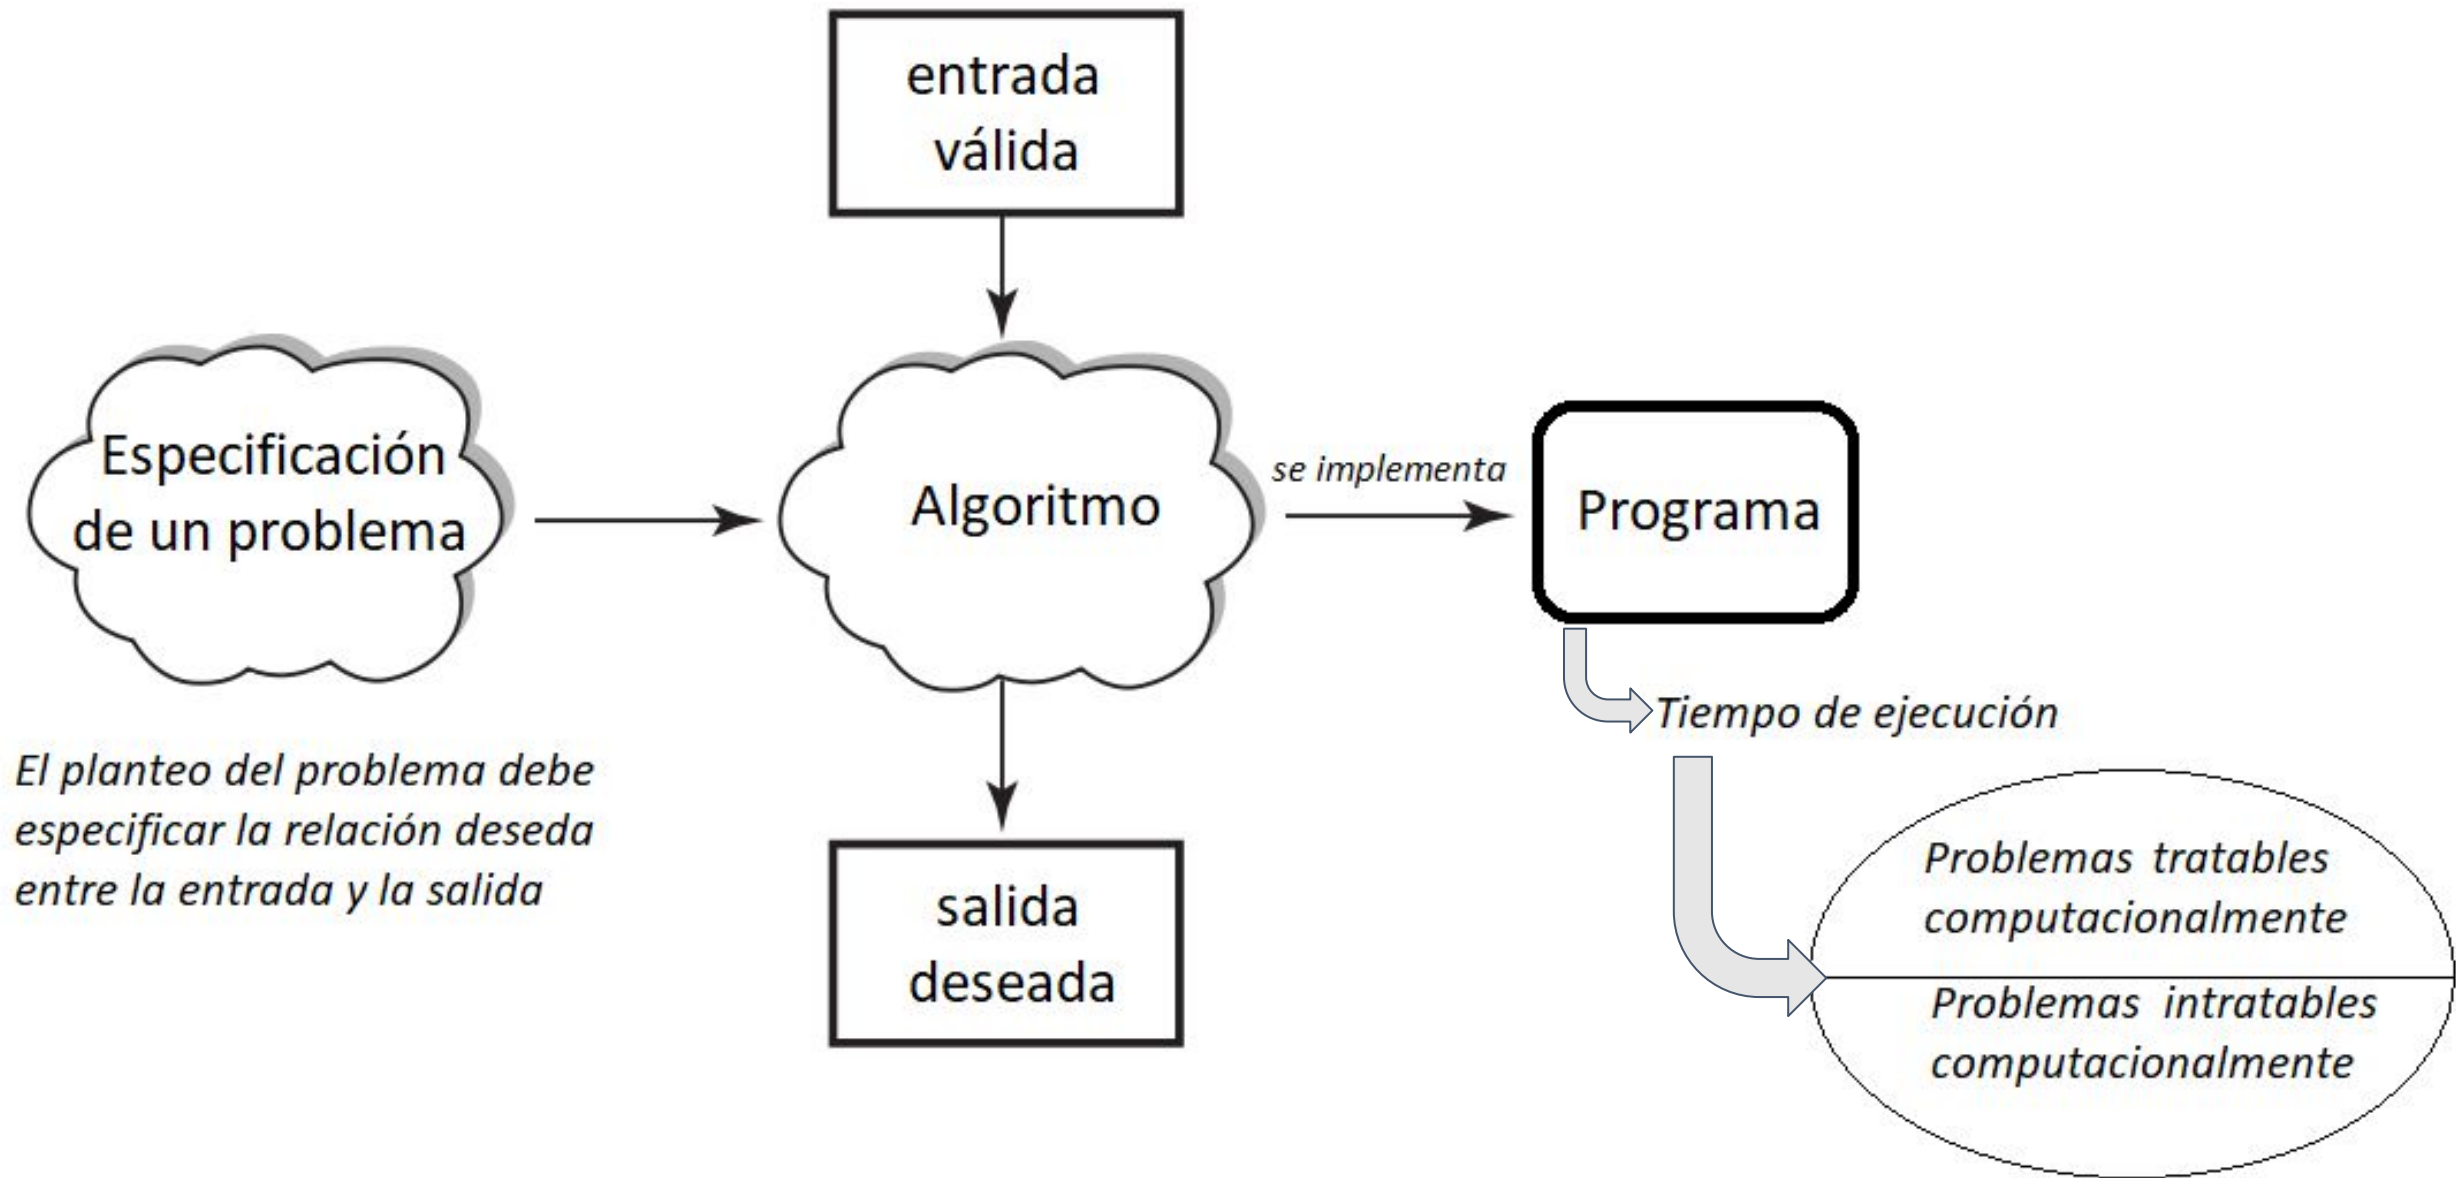 entrada
válida
Especificación
de un problema
Algoritmo
se implementa
Programa
Tiempo de ejecución
El planteo del problema debe
especificar la relación deseda
entre la entrada y la salida
salida
deseada
Problemas tratables
computacionalmente
Problemas intratables
computacionalmente